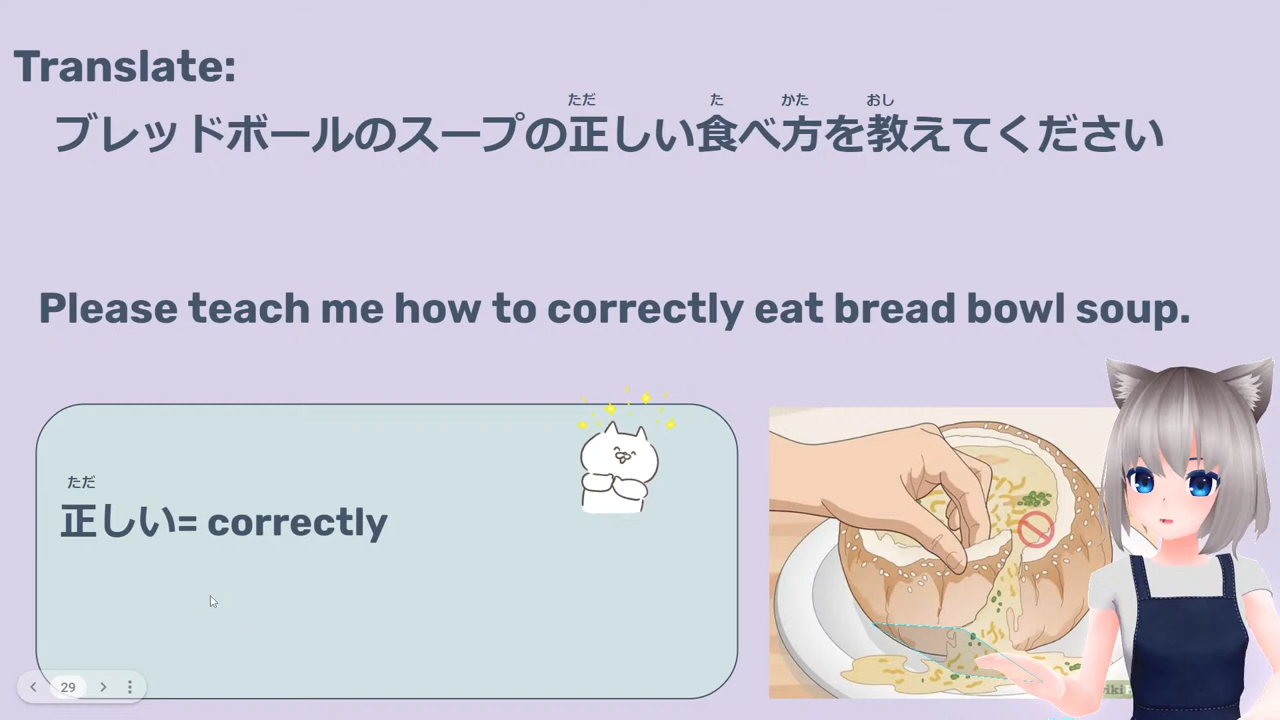 Translate:
ただ た かた おし
ブレッドボールのスープの正しい食べ方を教えてください
Please teach me how to correctly eat bread bowl soup.
ただ
正しい= correctly
29